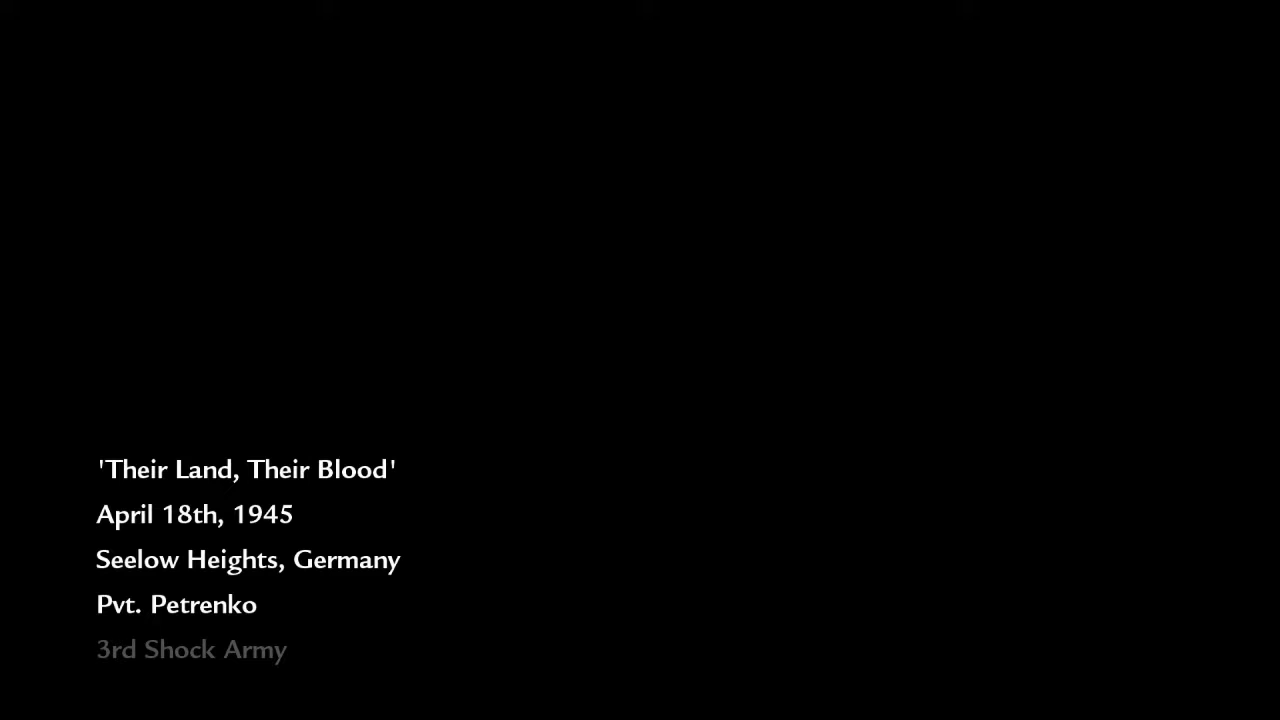 'Their Land, Their Blood'
April 18th, 1945
Seelow Heights, Germany
Pvt. Petrenko
3rd Shock Army